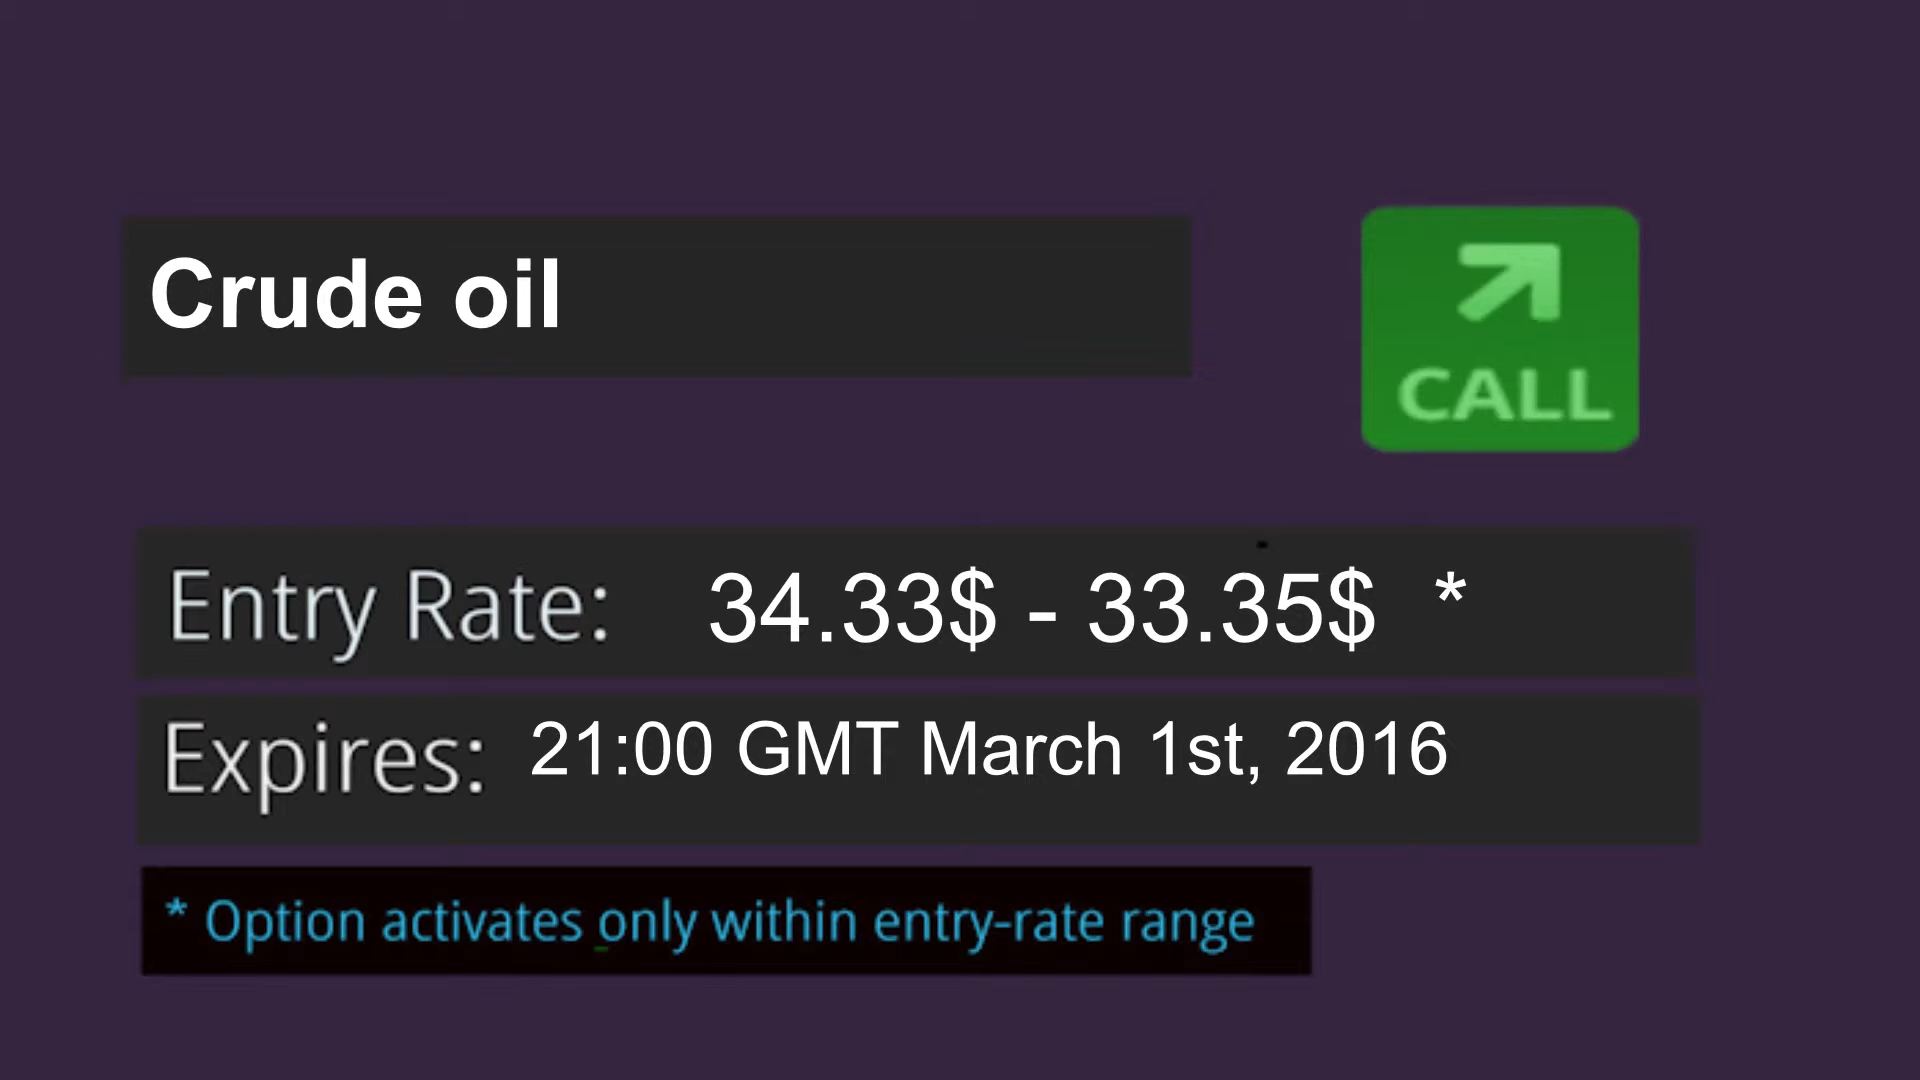 Crude oil
CALL
Entry Rate: 34.33$ - 33.35$ *
Expires: 21:00 GMT March 1st, 2016
* Option activates only within entry-rate range